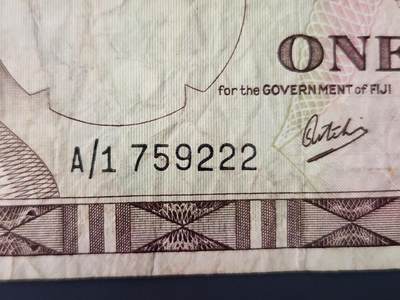 ONE
for the GOVERNMENT of FIJI
A/1 759222